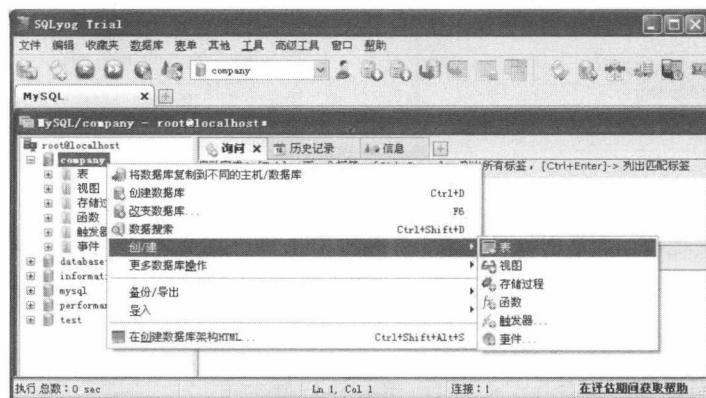 SQLyog Trial
文件 编辑 收藏夹 数据库 表单 其他 工具 高级工具 窗口 帮助
company
MySQL
MySQL/company - root@localhost*
root@localhost
询问
历史记录
信息
company
所有标签，[Ctrl+Enter]-> 列出匹配标签
表
视图
存储过
函数
触发器
事件
database
informati
mysql
performan
test
将数据库复制到不同的主机/数据库
创建数据库 Ctrl+D
改变数据库... F6
数据搜索 Ctrl+Shift+D
创/建
更多数据库操作
备份/导出
导入
在创建数据库架构HTML... Ctrl+Shift+Alt+S
表
视图
存储过程
函数
触发器...
事件...
执行 总数：0 sec
Ln 1, Col 1
连接：1
在评估期间获取帮助